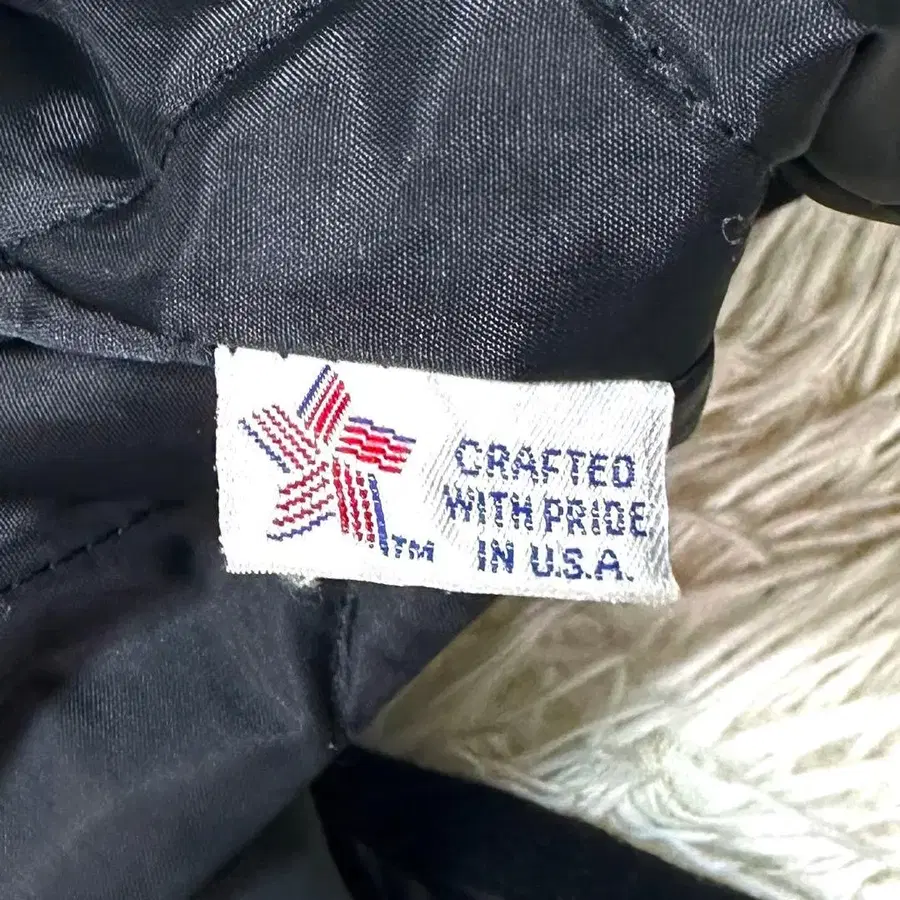 CRAFTED
WITH PRIDE
IN U.S.A.
TM